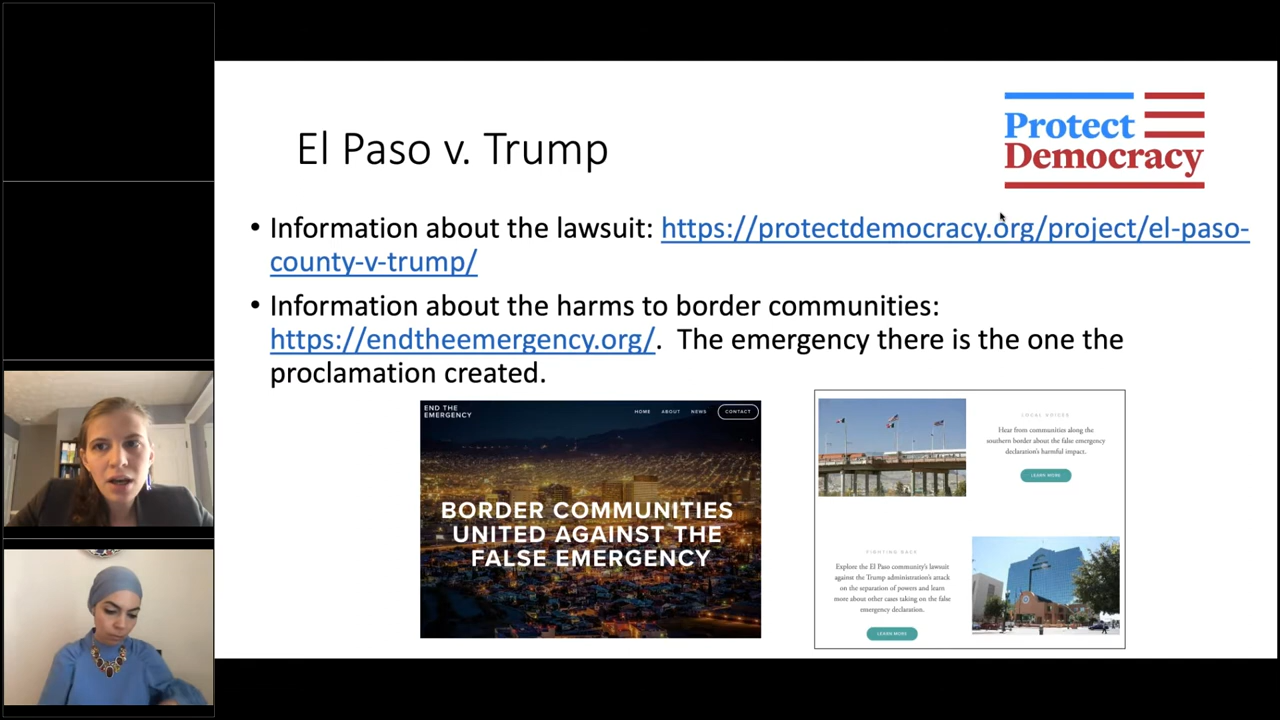 El Paso v. Trump
Protect
Democracy
• Information about the lawsuit: https://protectdemocracy.org/project/el-paso-
county-v-trump/
• Information about the harms to border communities:
https://endtheemergency.org/.  The emergency there is the one the
proclamation created.
END THE
EMERGENCY
HOME ABOUT NEWS CONTACT
BORDER COMMUNITIES
UNITED AGAINST THE
FALSE EMERGENCY
LOCAL VOICES
Hear from communities along the
southern border about the false emergency
declaration's harmful impact.
LEARN MORE
FIGHTING BACK
Explore the El Paso community's lawsuit
against the Trump administration's attack
on the separation of powers and learn
more about other cases taking on the false
emergency declaration.
LEARN MORE